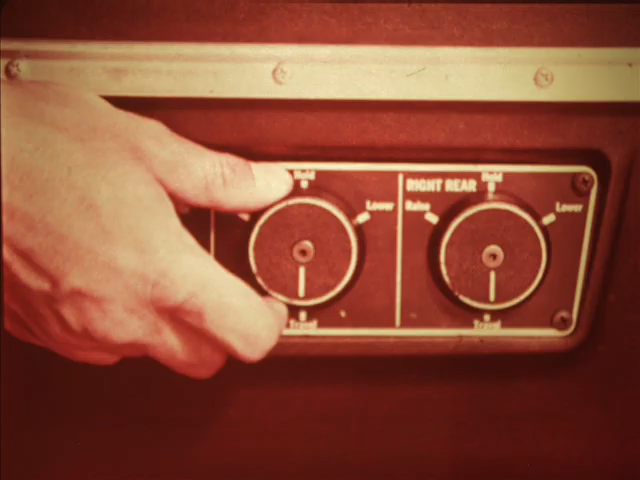 Hold
Lower
Travel
RIGHT REAR
Hold
Raise
Lower
Travel